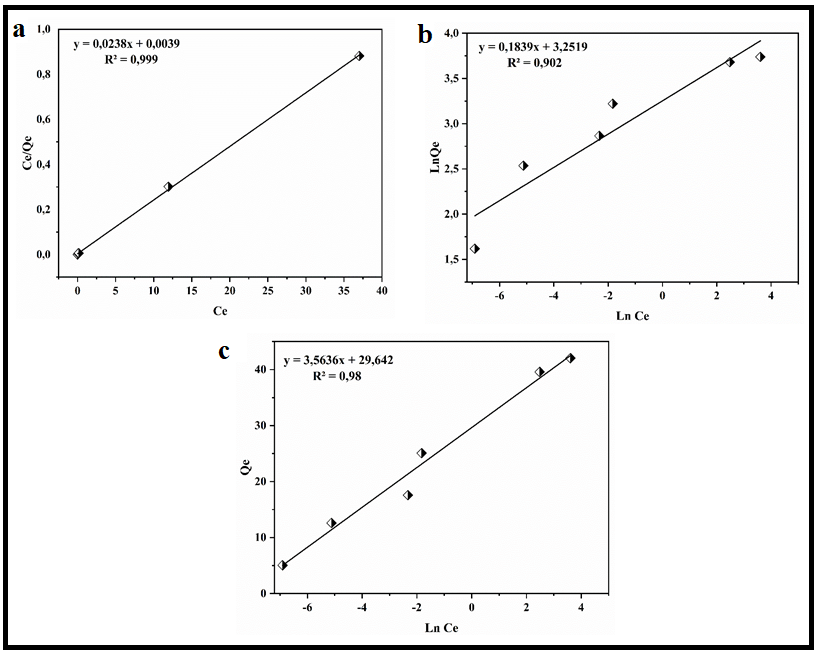 a
y = 0,0238x + 0,0039
R² = 0,999
1,0
0,8
0,6
0,4
0,2
0,0
Ce/Qe
0 5 10 15 20 25 30 35 40
Ce
b
y = 0,1839x + 3,2519
R² = 0,902
4,0
3,5
3,0
2,5
2,0
1,5
LnQe
-6 -4 -2 0 2 4
Ln Ce
c
y = 3,5636x + 29,642
R² = 0,98
40
30
20
10
0
Qe
-6 -4 -2 0 2 4
Ln Ce